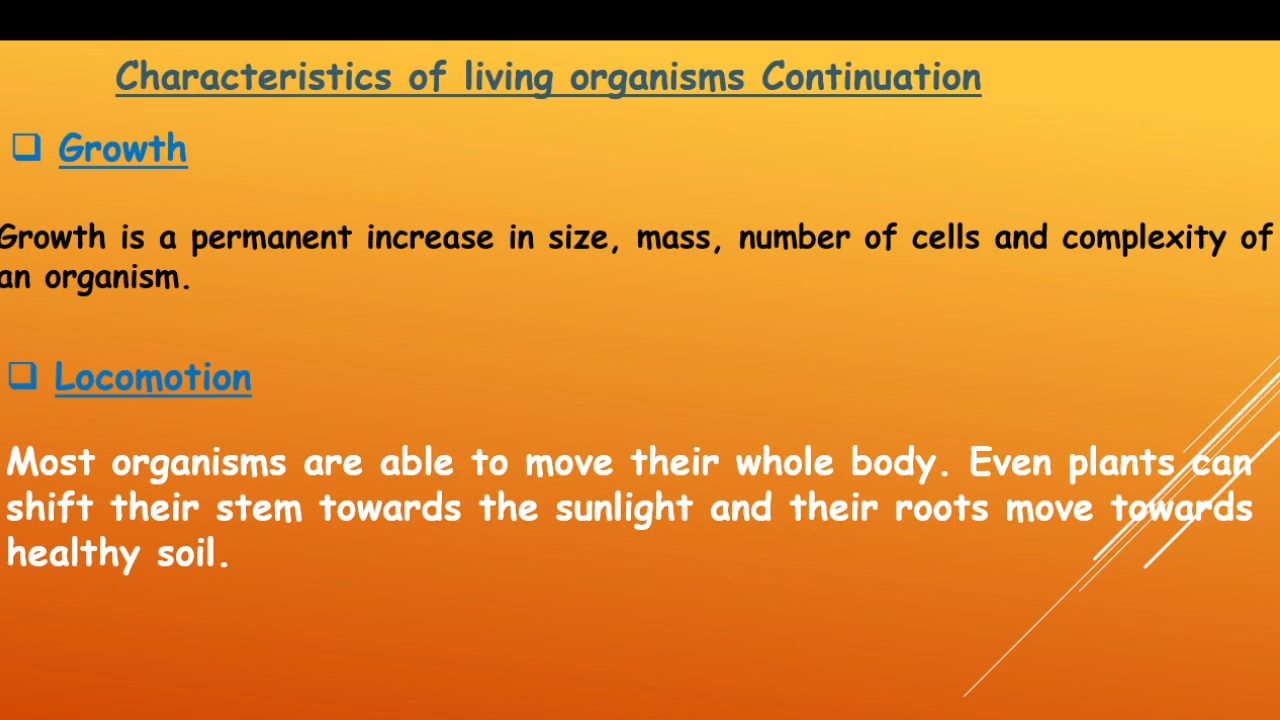 Characteristics of living organisms Continuation
Growth
Growth is a permanent increase in size, mass, number of cells and complexity of
an organism.
Locomotion
Most organisms are able to move their whole body. Even plants can
shift their stem towards the sunlight and their roots move towards
healthy soil.